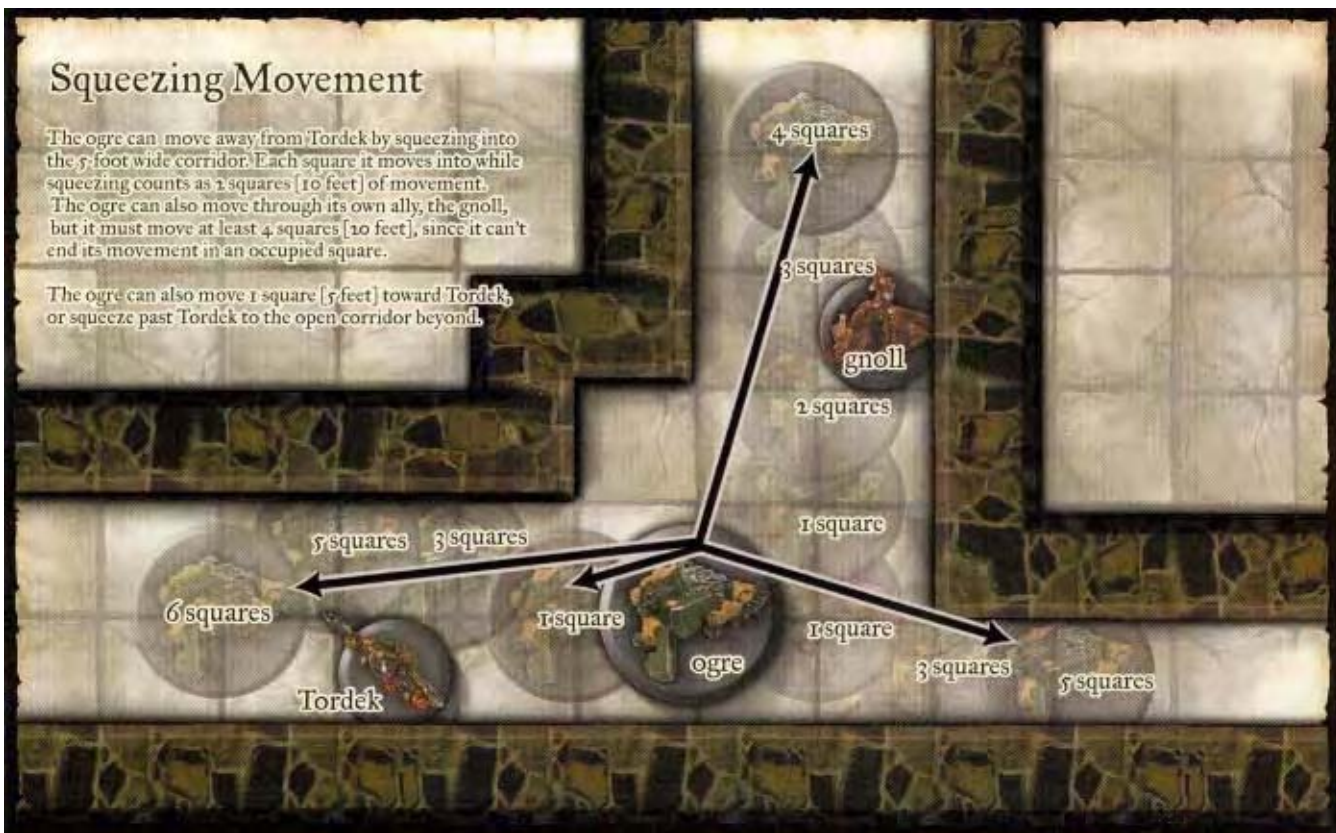 Squeezing Movement
The ogre can move away from Tordek by squeezing into
the 5-foot wide corridor. Each square it moves into while
squeezing counts as 2 squares [10 feet] of movement.
The ogre can also move through its own ally, the gnoll,
but it must move at least 4 squares [20 feet], since it can't
end its movement in an occupied square.
The ogre can also move 1 square [5 feet] toward Tordek,
or squeeze past Tordek to the open corridor beyond.
4 squares
3 squares
gnoll
2 squares
1 square
5 squares
3 squares
6 squares
1 square
1 square
ogre
3 squares
5 squares
Tordek